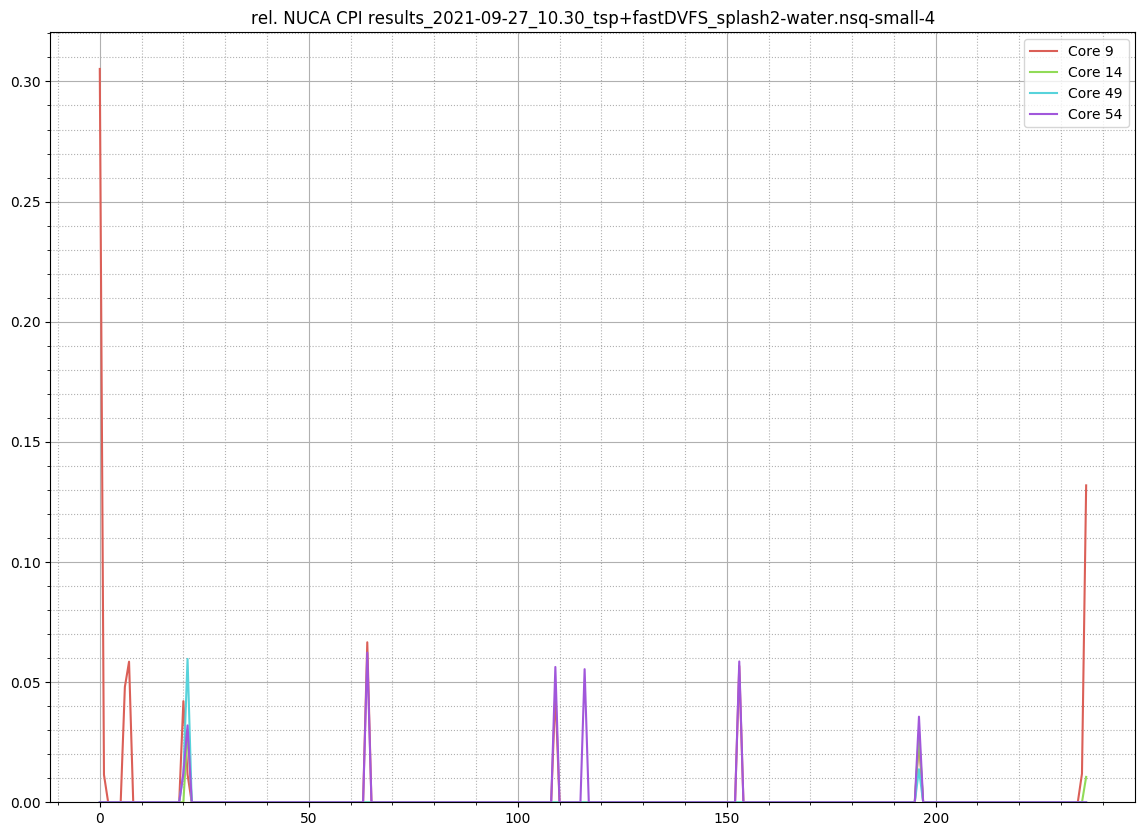 rel. NUCA CPI results_2021-09-27_10.30_tsp+fastDVFS_splash2-water.nsq-small-4
Core 9
Core 14
Core 49
Core 54
0.30
0.25
0.20
0.15
0.10
0.05
0.00
0 50 100 150 200